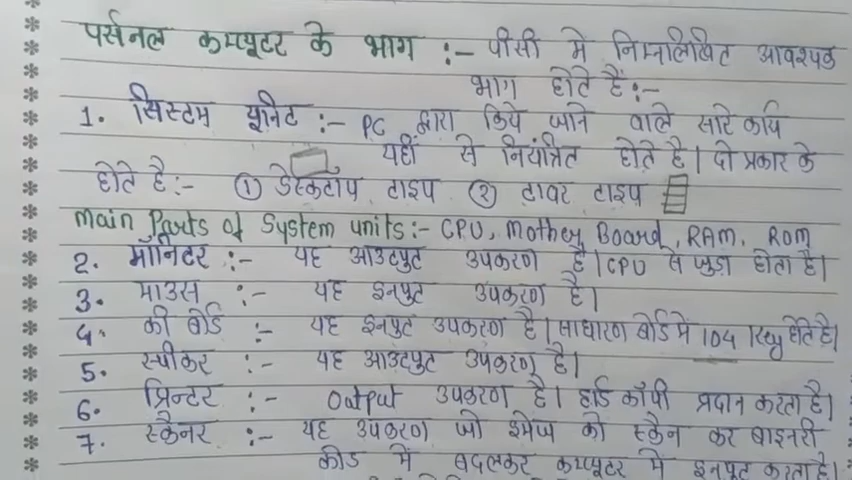 पर्सनल कम्प्यूटर के भाग :- पीसी में निम्नलिखित आवश्यक
भाग होते हैं:-
1. सिस्टम यूनिट :- PC द्वारा किये जाने वाले सारे कार्य
यहीं से नियंत्रित होते है। दो प्रकार के
होते है:- ① डेस्कटॉप टाइप ② टावर टाइप
Main Parts of System units:- CPU, Mother Board, RAM, ROM
2. मॉनिटर :- यह आउटपुट उपकरण है। CPU से जुड़ा होता है।
3. माउस :- यह इनपुट उपकरण है।
4. की बोर्ड :- यह इनपुट उपकरण है। साधारण बोर्ड में 104 Key होते है।
5. स्पीकर :- यह आउटपुट उपकरण है।
6. प्रिन्टर :- Output उपकरण है। हार्ड कॉपी प्रदान करता है।
7. स्कैनर :- यह उपकरण जो इमेज को स्कैन कर बाइनरी
कोड में बदलकर कम्प्यूटर में इनपुट करता है।